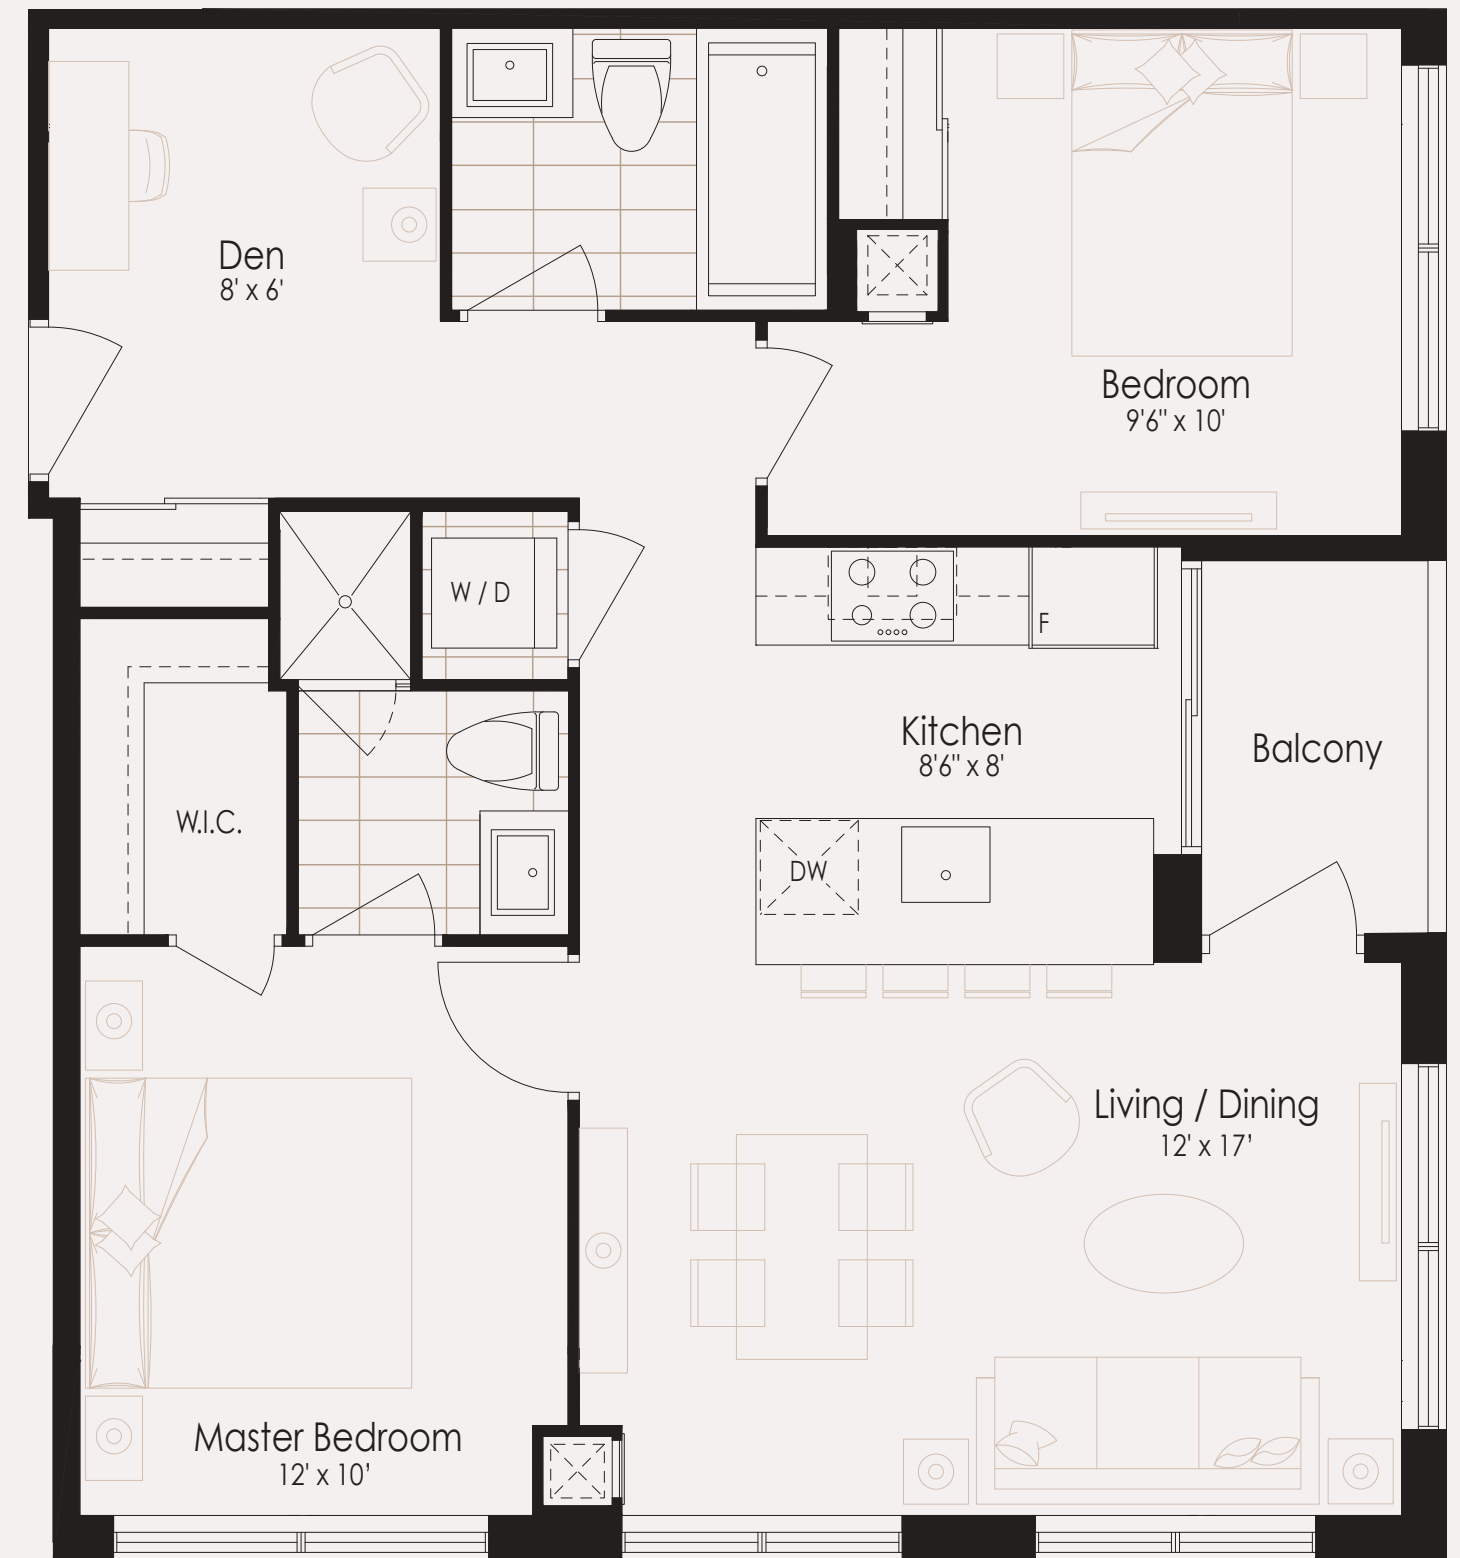 Den
8' x 6'
Bedroom
9'6" x 10'
W / D
F
Kitchen
8'6" x 8'
Balcony
W.I.C.
DW
Living / Dining
12' x 17’
Master Bedroom
12' x 10’